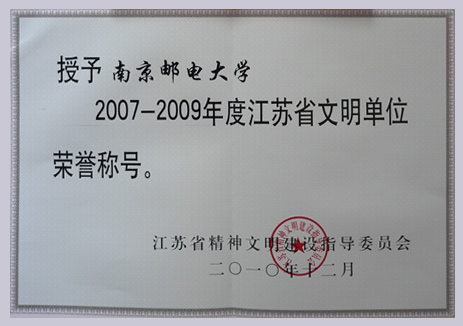 授予 南京邮电大学
2007-2009年度江苏省文明单位
荣誉称号。
江苏省精神文明建设指导委员会
二〇一〇年十二月